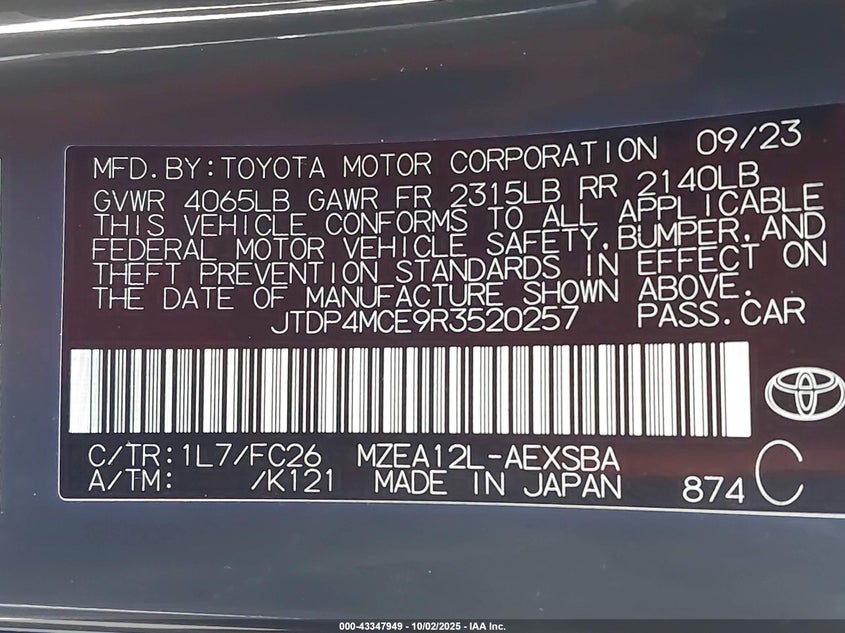 MFD.BY:TOYOTA MOTOR CORPORATION 09/23
GVWR 4065LB GAWR FR 2315LB RR 2140LB
THIS VEHICLE CONFORMS TO ALL APPLICABLE
FEDERAL MOTOR VEHICLE SAFETY,BUMPER,AND
THEFT PREVENTION STANDARDS IN EFFECT ON
THE DATE OF MANUFACTURE SHOWN ABOVE.
JTDP4MCE9R3520257 PASS.CAR
C/TR:1L7/FC26 MZEA12L-AEXSBA
A/TM: /K121 MADE IN JAPAN 874 C
000-43347949 - 10/02/2025 - IAA Inc.